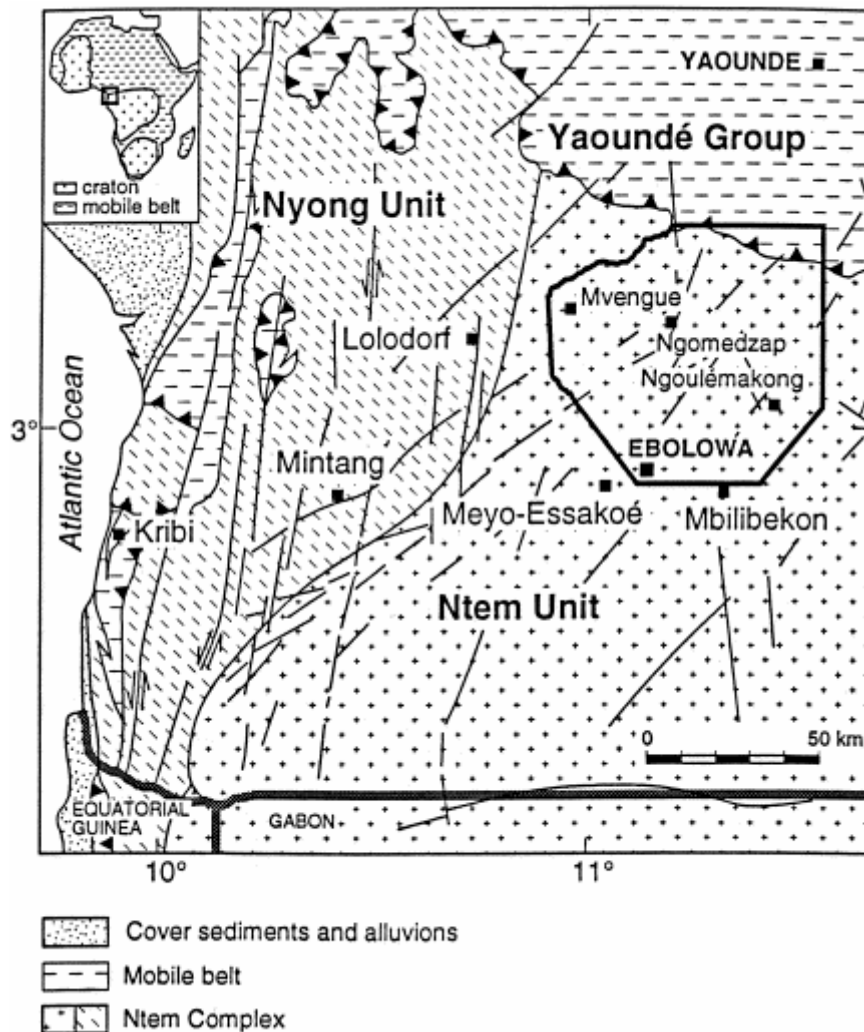 YAOUNDE
Yaoundé Group
craton
mobile belt
Nyong Unit
Mvengue
Lolodorf
Ngomedzap
Ngoulémakong
Atlantic Ocean
3°
EBOLOWA
Mintang
Meyo-Essakoé
Mbilibekon
Kribi
Ntem Unit
0 50 km
EQUATORIAL
GUINEA
GABON
10° 11°
Cover sediments and alluvions
Mobile belt
Ntem Complex